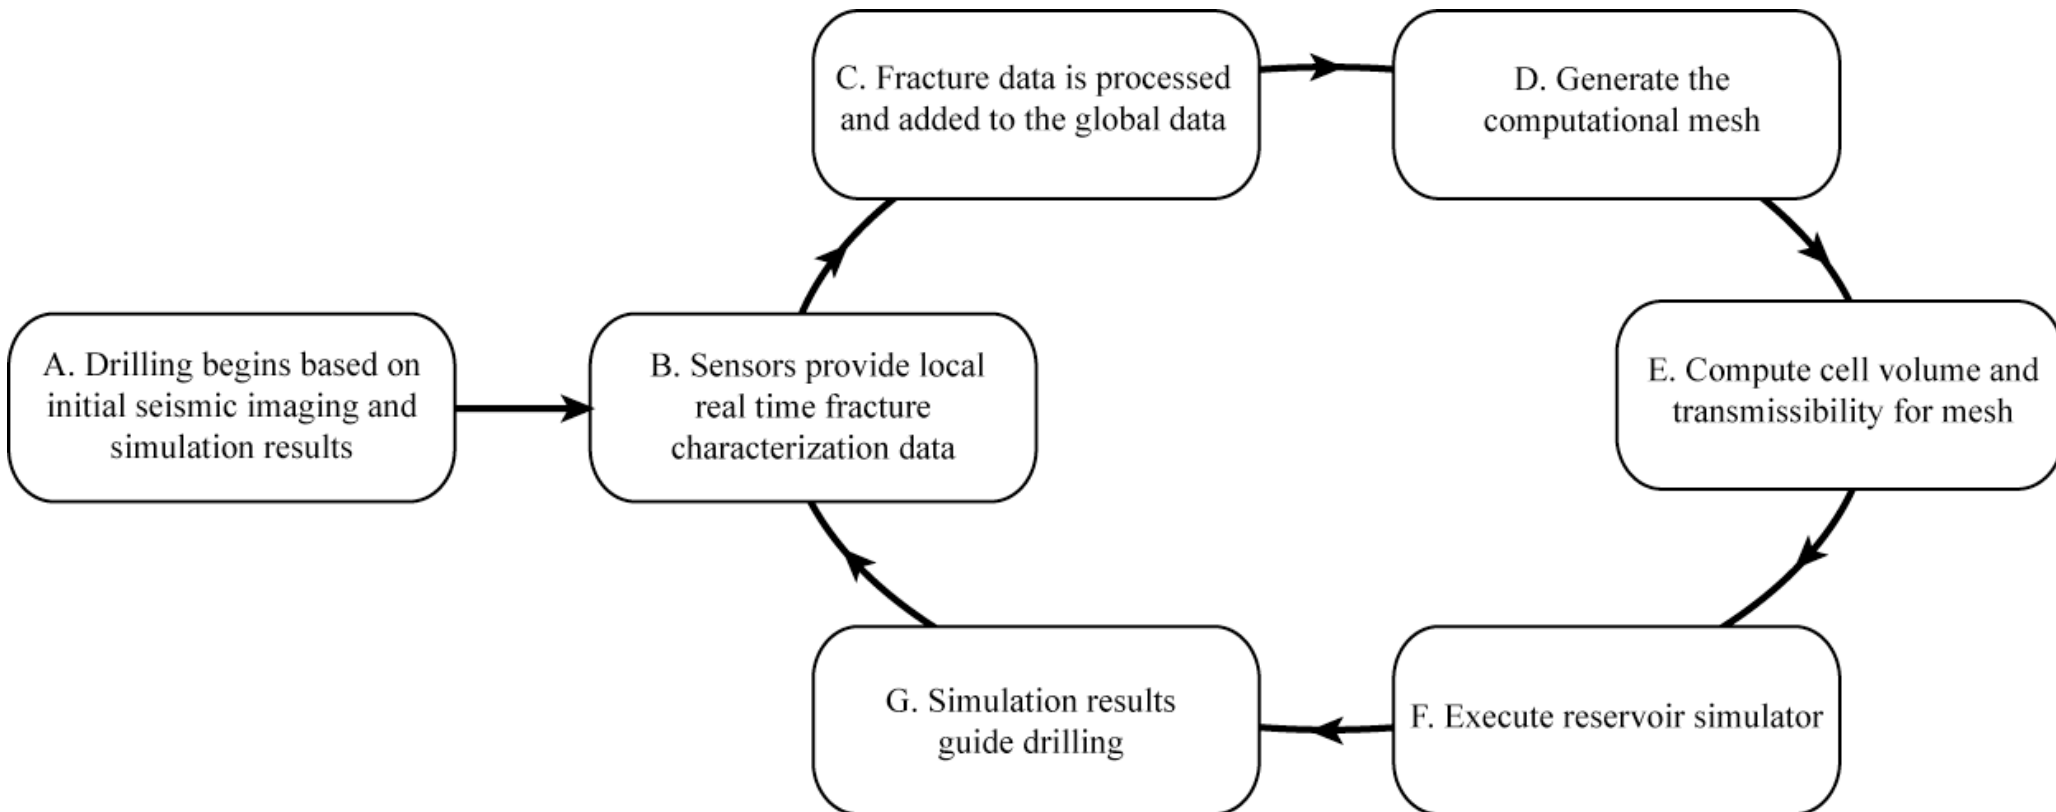 A. Drilling begins based on
initial seismic imaging and
simulation results
B. Sensors provide local
real time fracture
characterization data
C. Fracture data is processed
and added to the global data
D. Generate the
computational mesh
E. Compute cell volume and
transmissibility for mesh
F. Execute reservoir simulator
G. Simulation results
guide drilling